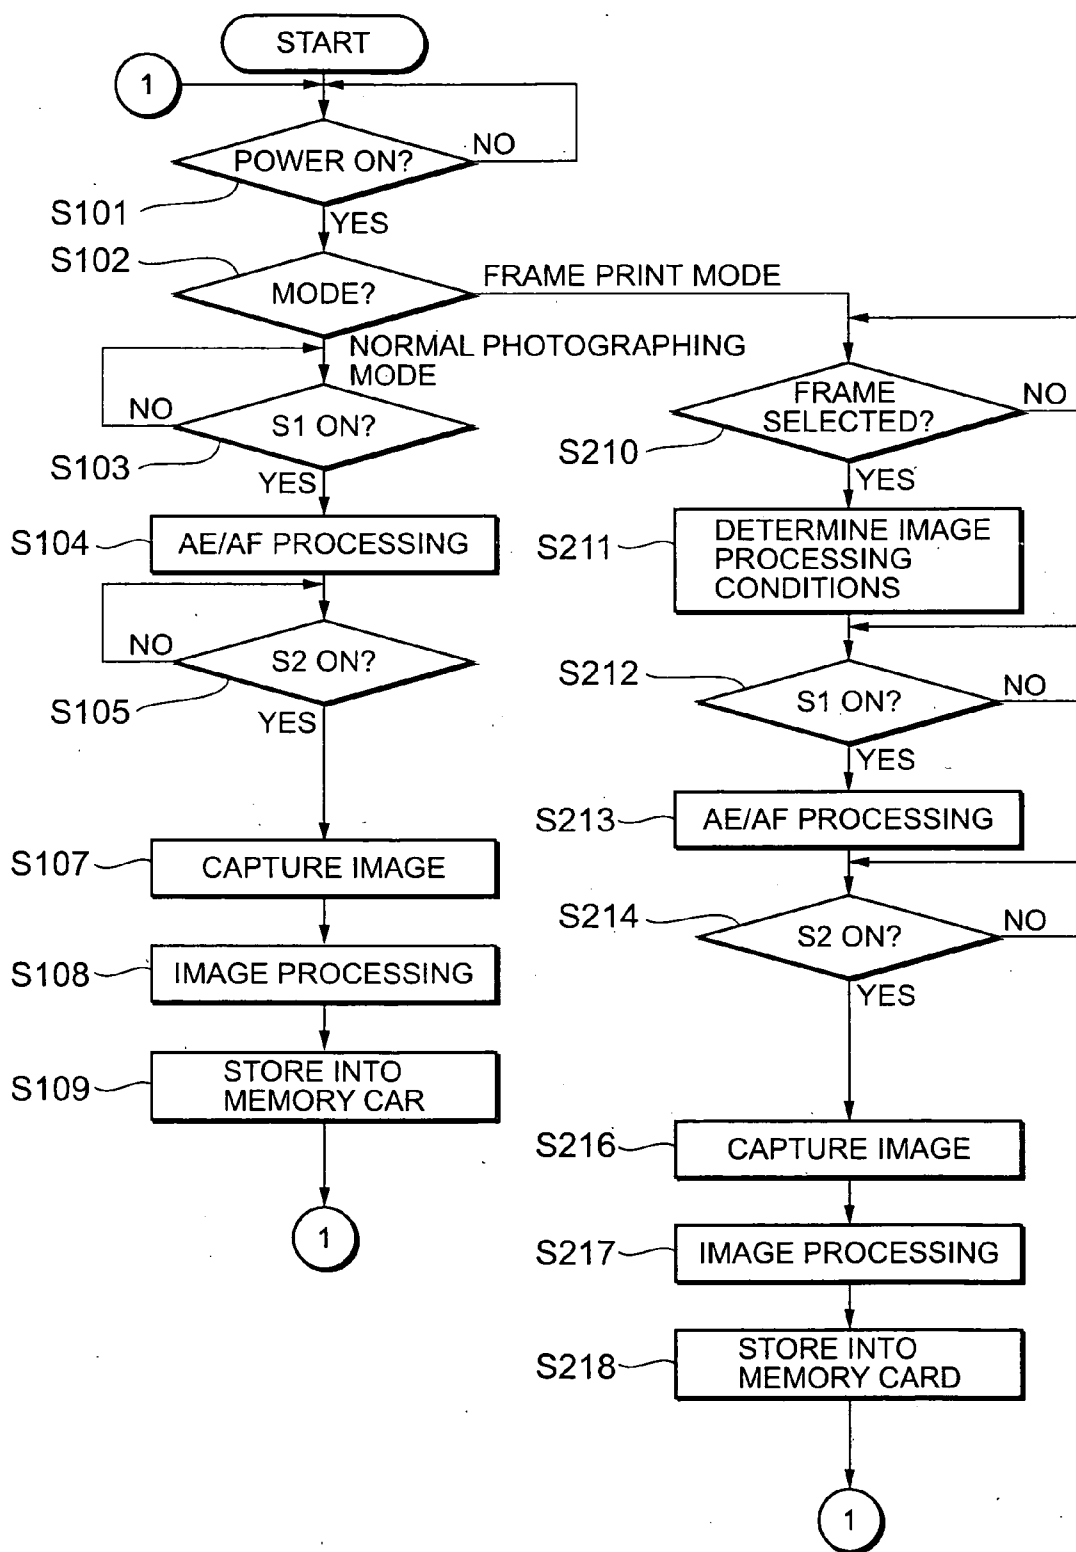 START
1
POWER ON?
NO
S101
YES
S102
MODE?
FRAME PRINT MODE
NORMAL PHOTOGRAPHING
MODE
NO
S1 ON?
S103
YES
S104
AE/AF PROCESSING
NO
S2 ON?
S105
YES
S107
CAPTURE IMAGE
S108
IMAGE PROCESSING
S109
STORE INTO
MEMORY CAR
1
FRAME
SELECTED?
NO
S210
YES
S211
DETERMINE IMAGE
PROCESSING
CONDITIONS
S212
S1 ON?
NO
YES
S213
AE/AF PROCESSING
S214
S2 ON?
NO
YES
S216
CAPTURE IMAGE
S217
IMAGE PROCESSING
S218
STORE INTO
MEMORY CARD
1